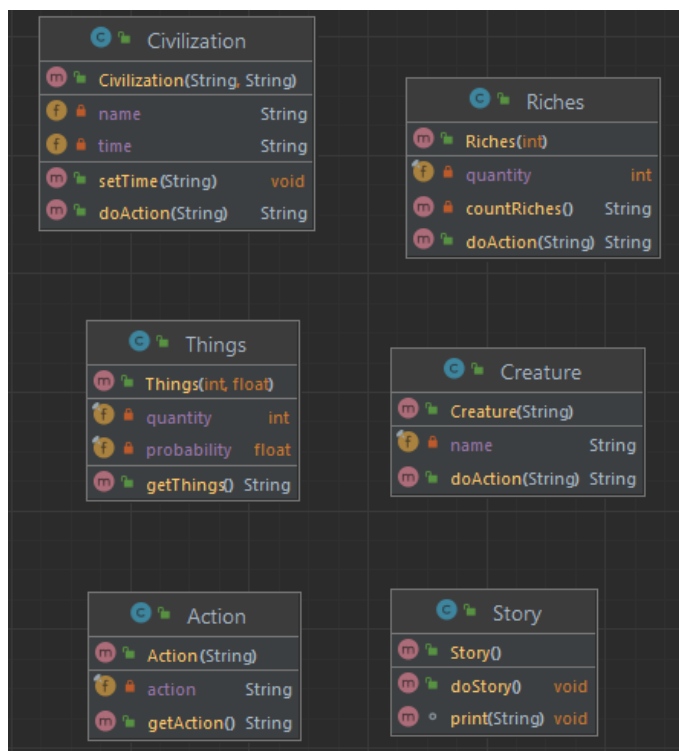 Civilization
Civilization(String, String)
name String
time String
setTime(String) void
doAction(String) String
Riches
Riches(int)
quantity int
countRiches() String
doAction(String) String
Things
Things(int, float)
quantity int
probability float
getThings() String
Creature
Creature(String)
name String
doAction(String) String
Action
Action(String)
action String
getAction() String
Story
Story()
doStory() void
print(String) void